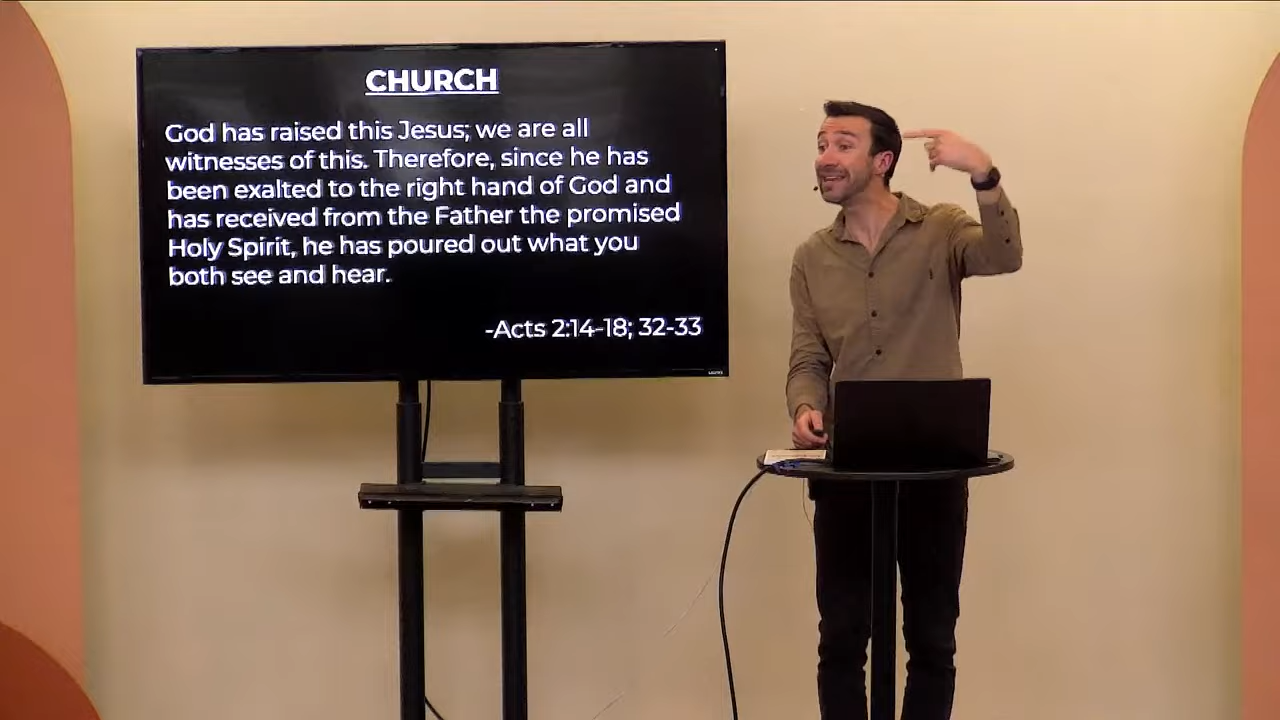 CHURCH
God has raised this Jesus; we are all
witnesses of this. Therefore, since he has
been exalted to the right hand of God and
has received from the Father the promised
Holy Spirit, he has poured out what you
both see and hear.
-Acts 2:14-18; 32-33